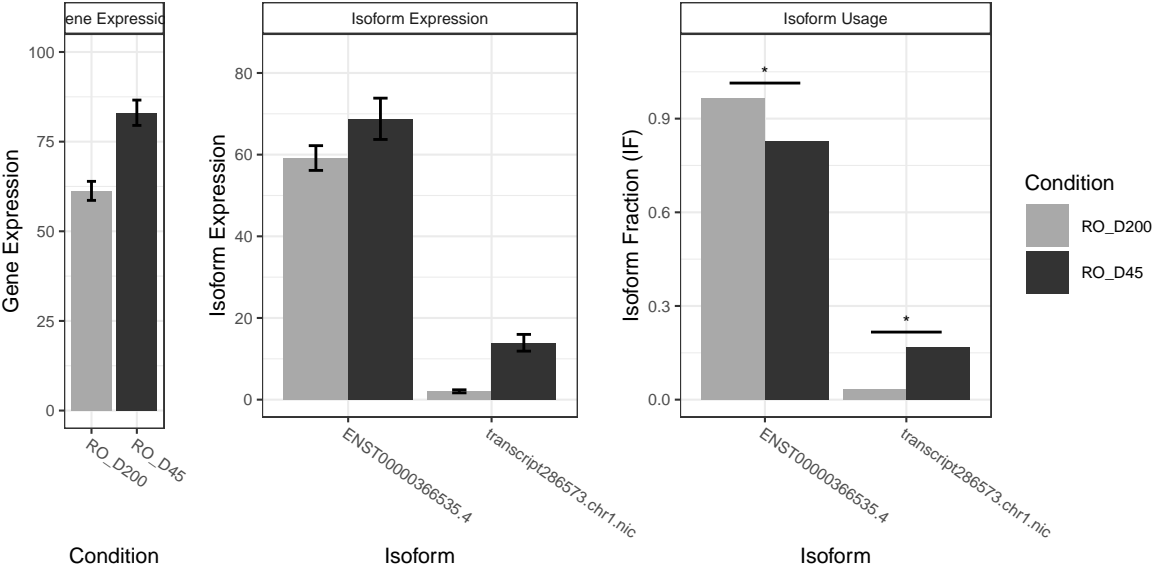 ene Expressio
Gene Expression
100
75
50
25
0
RO_D200
RO_D45
Condition
Isoform Expression
Isoform Expression
80
60
40
20
0
ENST00000366535.4
transcript286573.chr1.nic
Isoform
Isoform Usage
Isoform Fraction (IF)
0.9
0.6
0.3
0.0
*
*
ENST00000366535.4
transcript286573.chr1.nic
Isoform
Condition
RO_D200
RO_D45